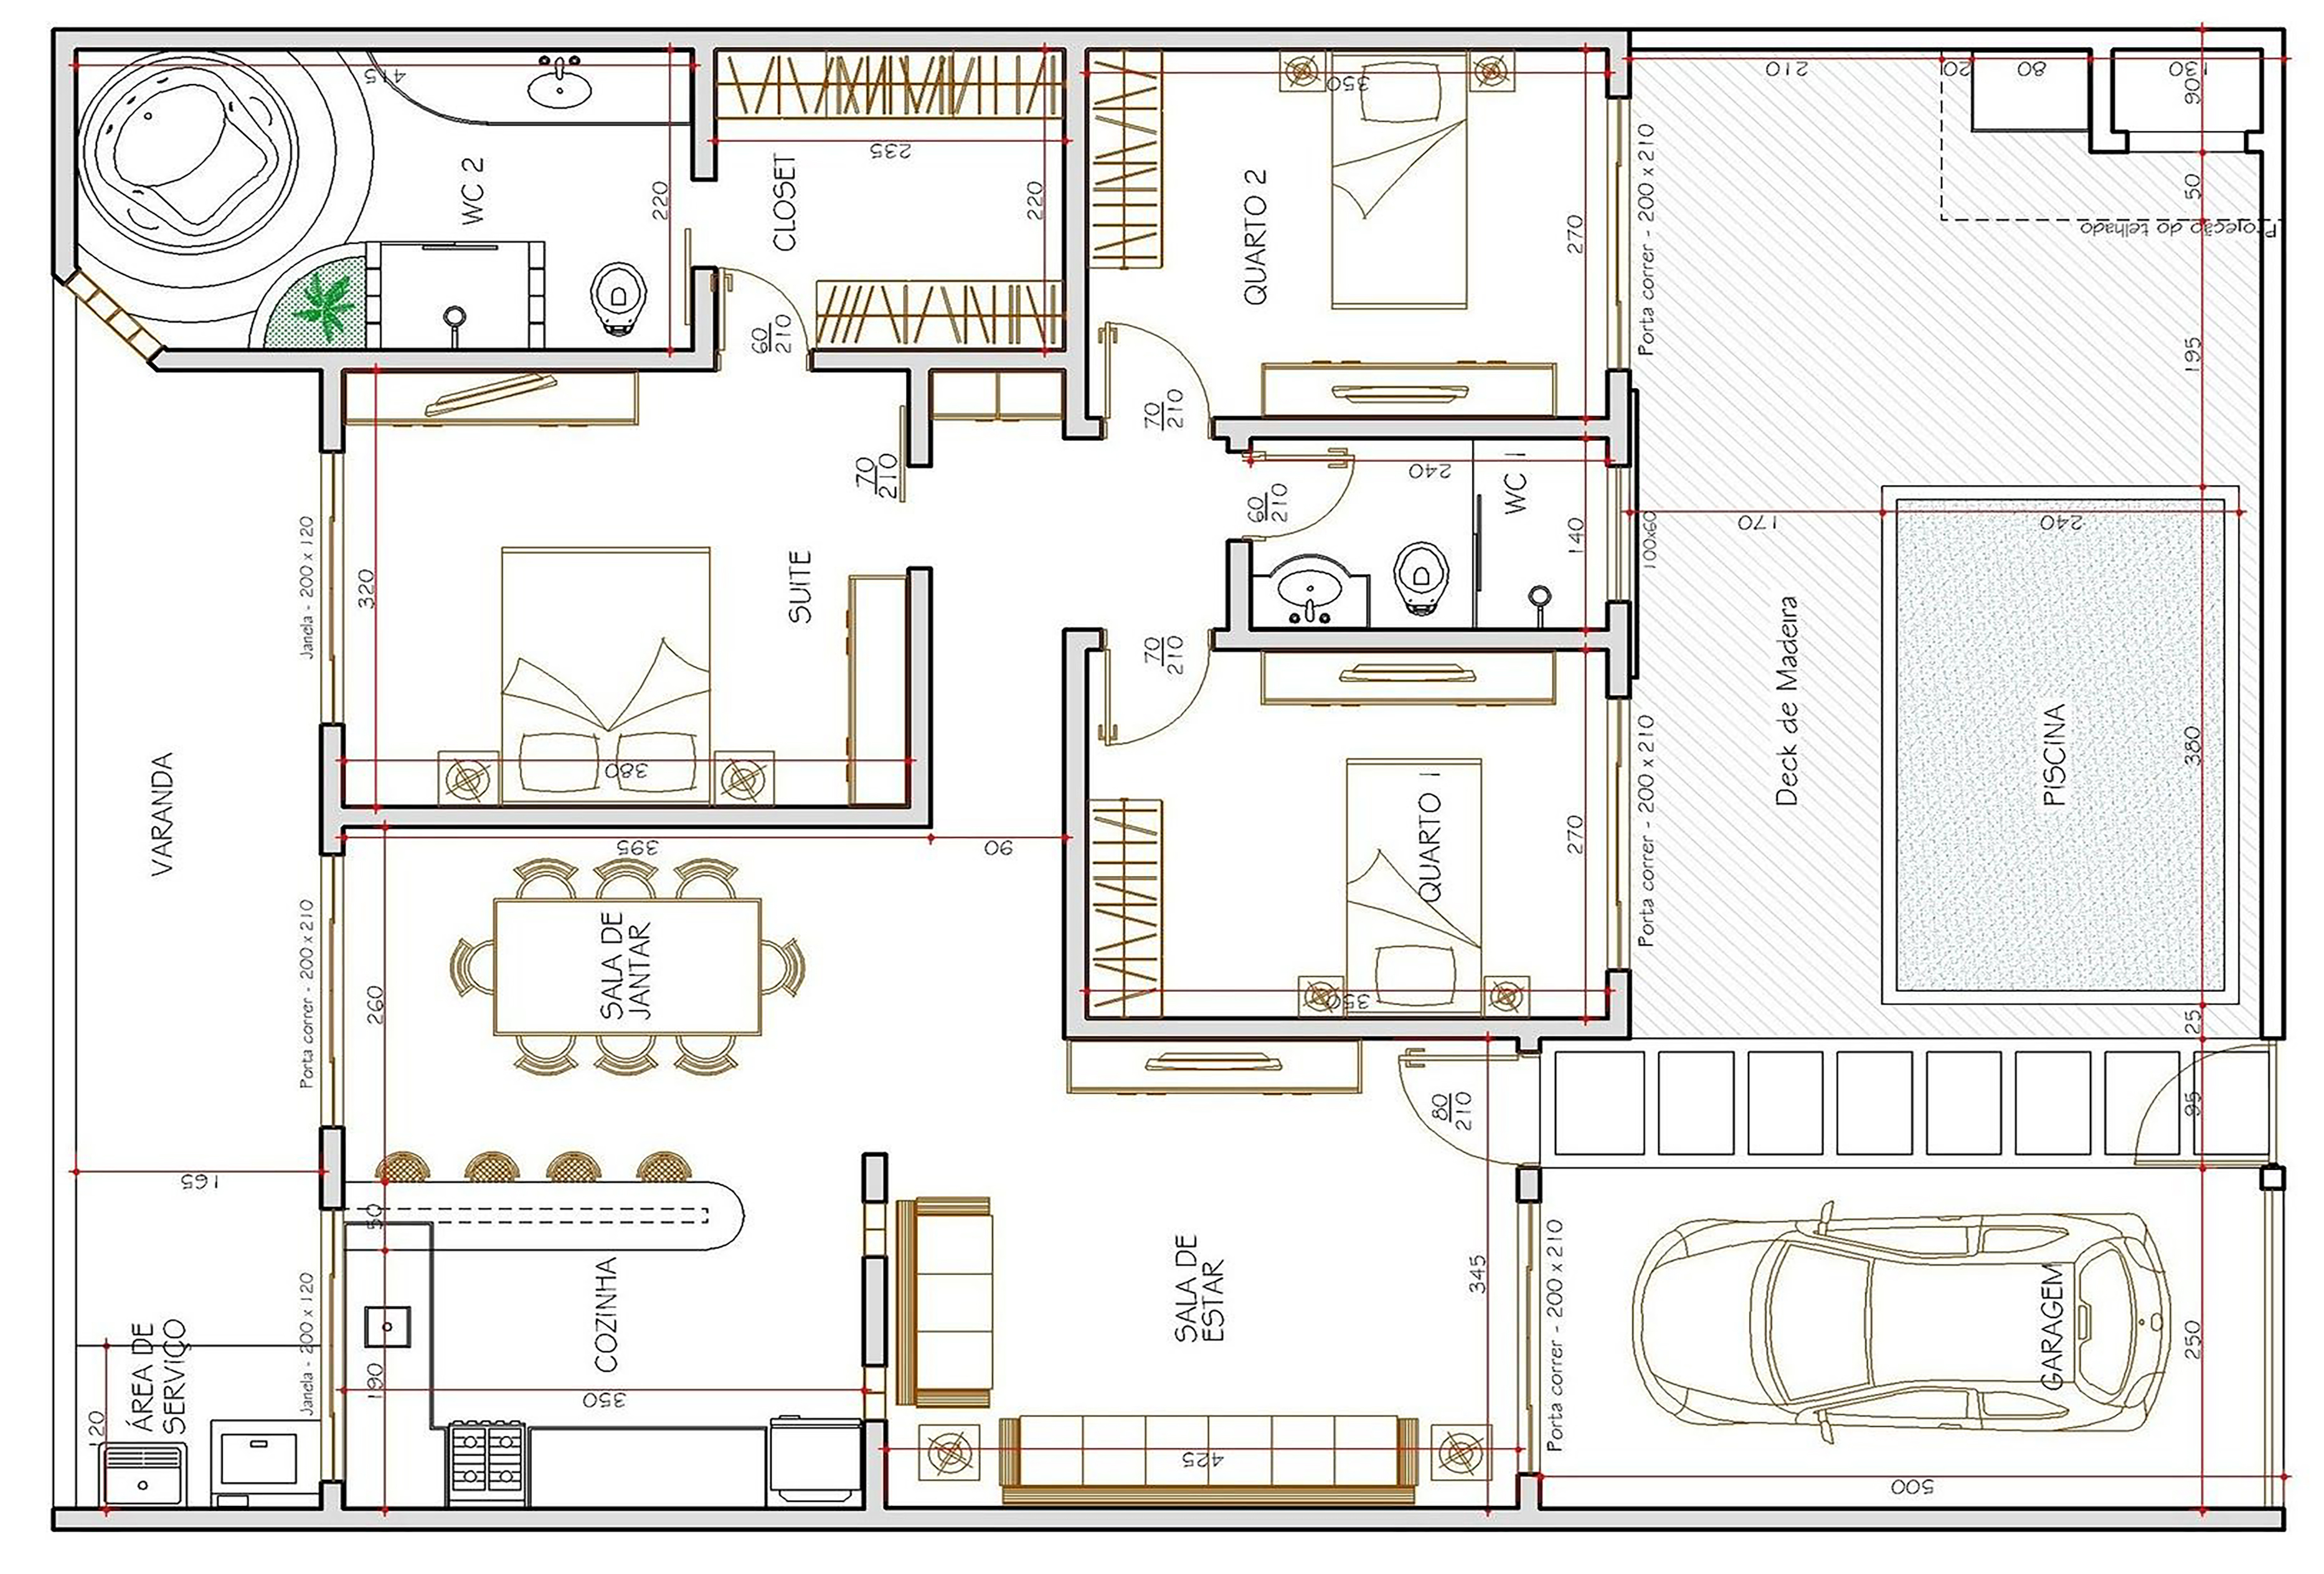 415
WC 2
220
235
CLOSET
220
60
210
350
QUARTO 2
270
Porta correr - 200 x 210
70
210
210
20
80
130
90
50
Projeção do telhado
195
Janela - 200 x 120
320
SUITE
70
210
380
60
210
240
WC 1
140
100x60
170
240
Deck de Madeira
PISCINA
380
70
210
QUARTO 1
270
350
Porta correr - 200 x 210
25
VARANDA
395
90
Porta correr - 200 x 210
260
SALA DE
JANTAR
165
50
80
210
95
ÁREA DE
SERVIÇO
120
Janela - 200 x 120
190
COZINHA
350
SALA DE
ESTAR
345
425
Porta correr - 200 x 210
GARAGEM
250
500